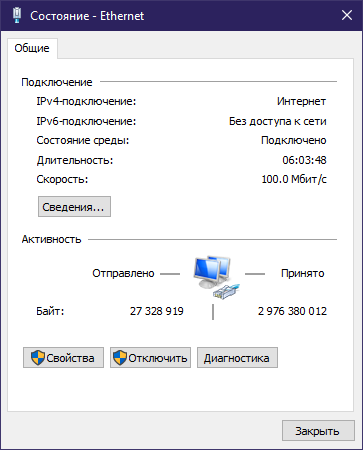 Состояние - Ethernet
Общие
Подключение
IPv4-подключение: Интернет
IPv6-подключение: Без доступа к сети
Состояние среды: Подключено
Длительность: 06:03:48
Скорость: 100.0 Мбит/с
Сведения...
Активность
Отправлено Принято
Байт: 27 328 919 2 976 380 012
Свойства Отключить Диагностика
Закрыть